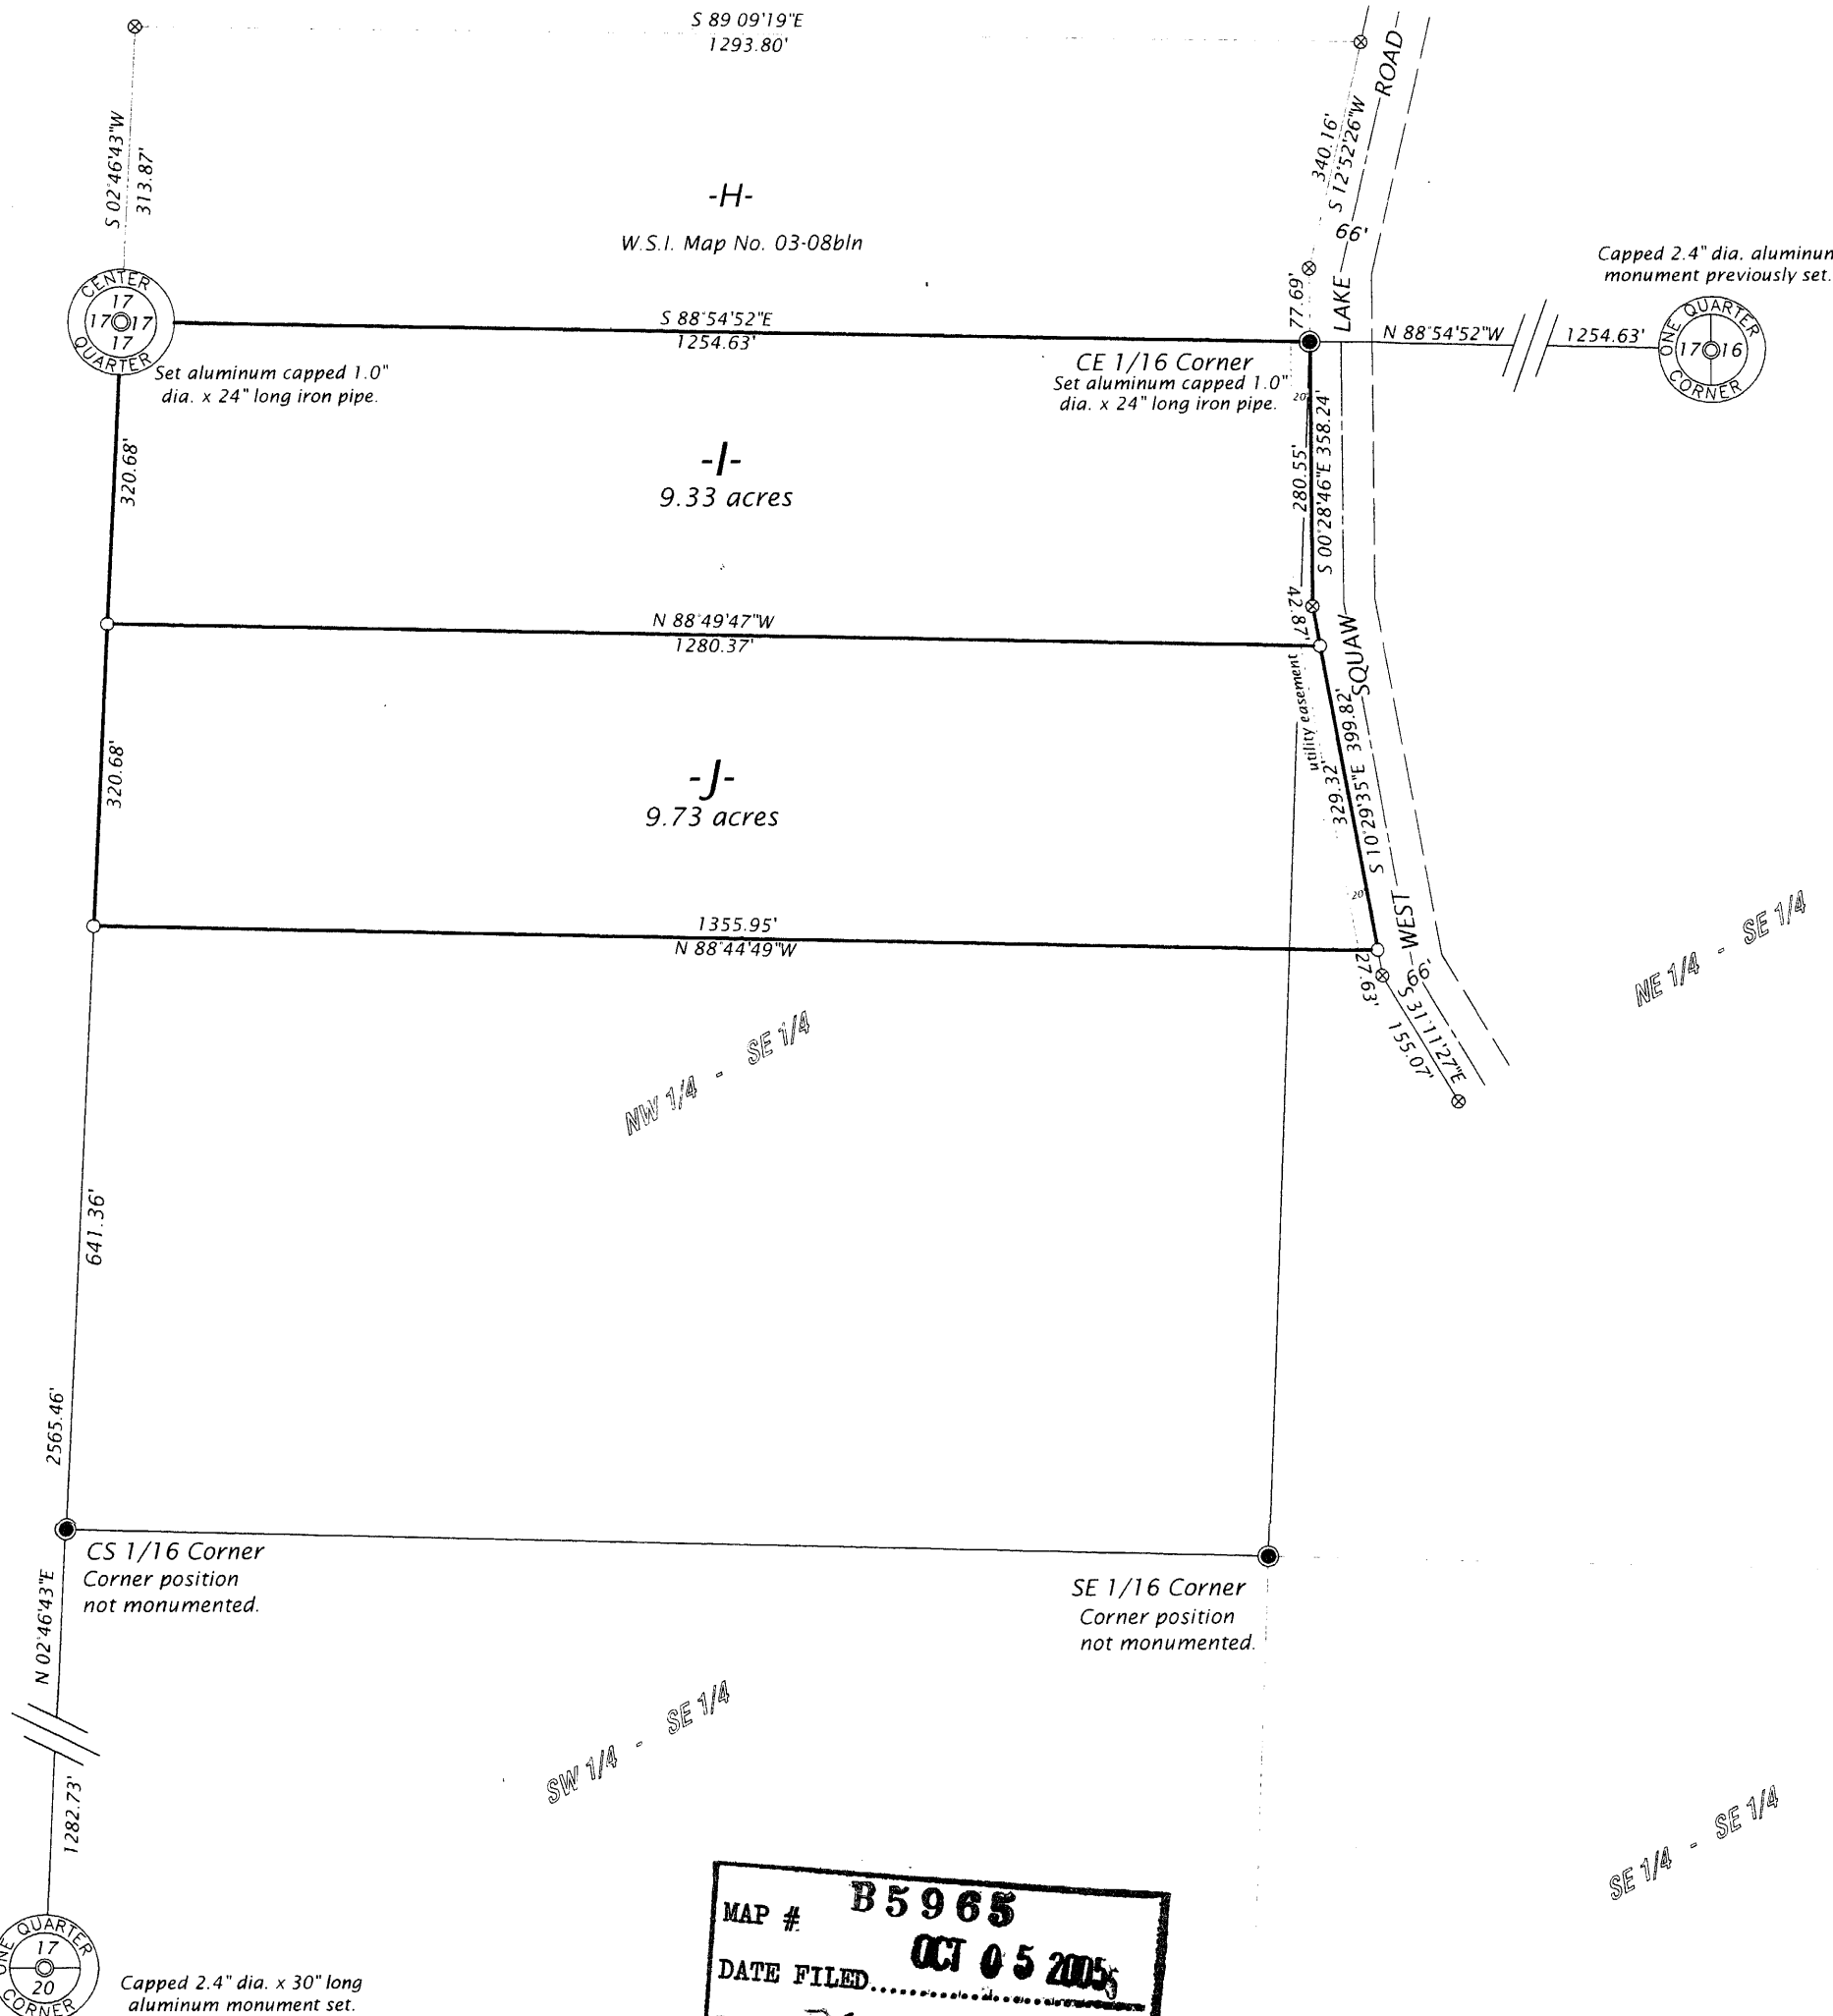 S 89 09'19"E
1293.80'
ROAD
S 02°46'43"W
313.87'
340.16'
S 12°52'26"W
-H-
W.S.I. Map No. 03-08bln
66'
Capped 2.4" dia. aluminum
monument previously set.
CENTER
17
17 17
17
QUARTER
77.69'
LAKE
S 88°54'52"E
1254.63'
N 88°54'52"W
1254.63'
ONE QUARTER
17 16
CORNER
Set aluminum capped 1.0"
dia. x 24" long iron pipe.
CE 1/16 Corner
Set aluminum capped 1.0"
dia. x 24" long iron pipe.
20'
320.68'
-I-
9.33 acres
280.55'
S 00°28'46"E 358.24'
42.87'
N 88°49'47"W
1280.37'
SQUAW
utility easement
320.68'
-J-
9.73 acres
329.32'
S 10°29'35"E 399.82'
20'
1355.95'
N 88°44'49"W
WEST
27.63'
66'
S 31°11'27"E
155.07'
NE 1/4 - SE 1/4
NW 1/4 - SE 1/4
641.36'
2565.46'
CS 1/16 Corner
Corner position
not monumented.
SE 1/16 Corner
Corner position
not monumented.
N 02°46'43"E
SW 1/4 - SE 1/4
SE 1/4 - SE 1/4
1282.73'
MAP # B5965
DATE FILED OCT 05 2005
ONE QUARTER
17
20
CORNER
Capped 2.4" dia. x 30" long
aluminum monument set.